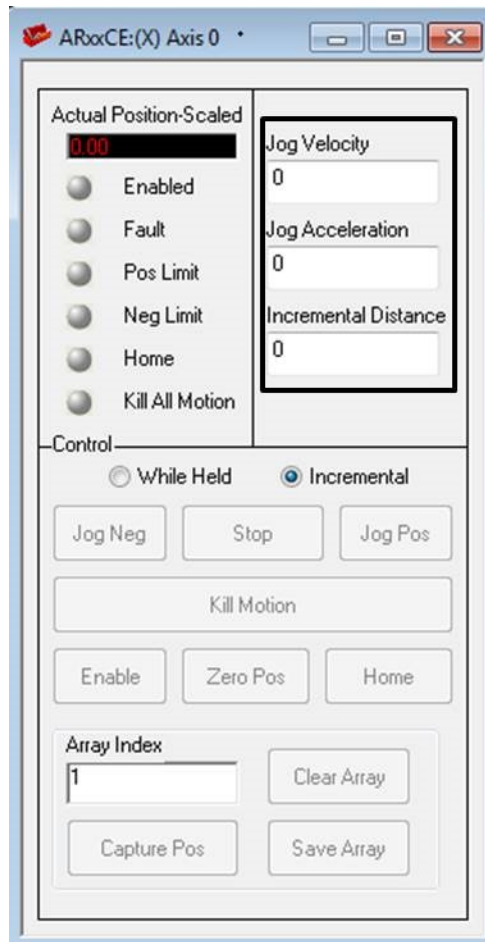 ARxxCE:(X) Axis 0
Actual Position-Scaled
0.00
Enabled
Fault
Pos Limit
Neg Limit
Home
Kill All Motion
Jog Velocity
0
Jog Acceleration
0
Incremental Distance
0
Control
While Held
Incremental
Jog Neg
Stop
Jog Pos
Kill Motion
Enable
Zero Pos
Home
Array Index
1
Clear Array
Capture Pos
Save Array